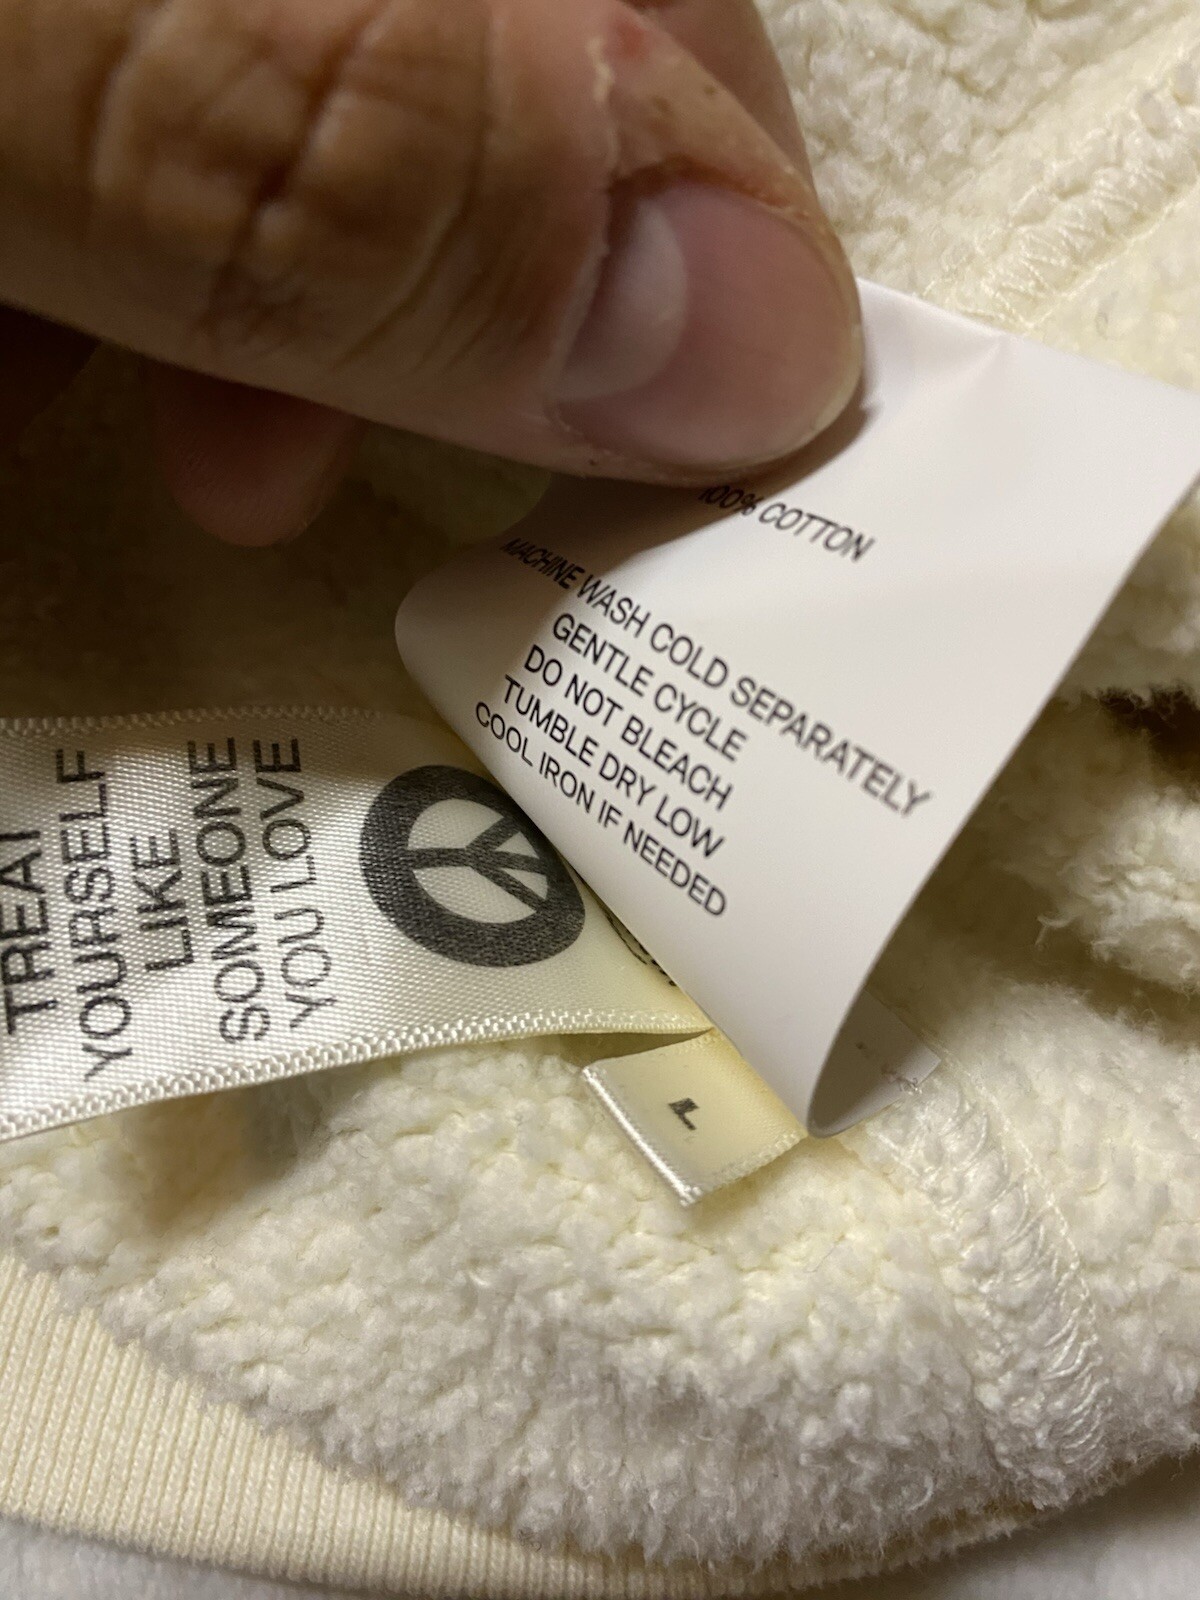 100% COTTON
MACHINE WASH COLD SEPARATELY
GENTLE CYCLE
DO NOT BLEACH
TUMBLE DRY LOW
COOL IRON IF NEEDED
TREAT
YOURSELF
LIKE
SOMEONE
YOU LOVE
L